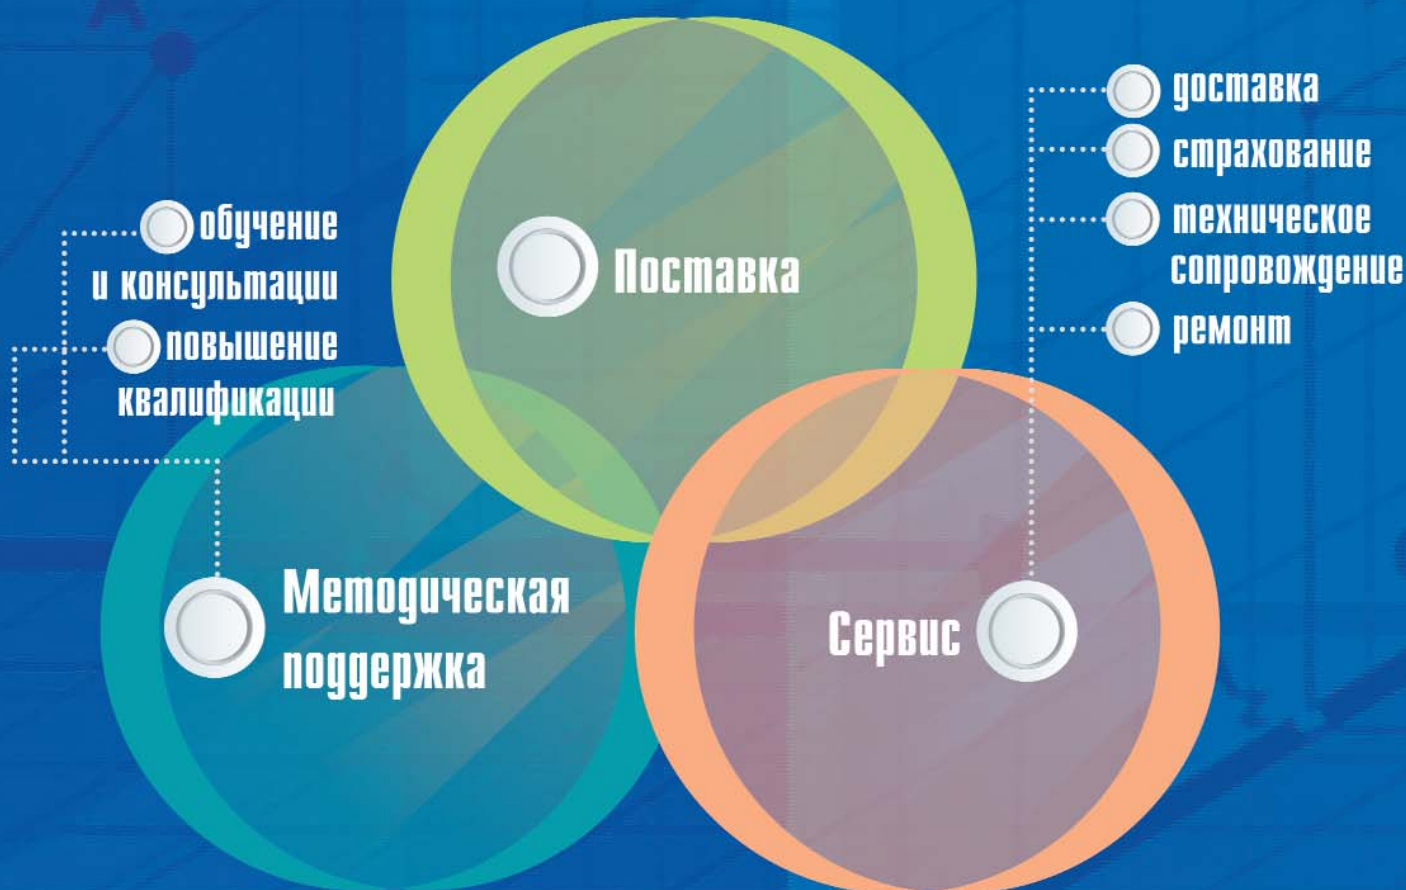 А
обучение
и консультации
повышение
квалификации
Поставка
доставка
страхование
техническое
сопровождение
ремонт
Методическая
поддержка
Сервис